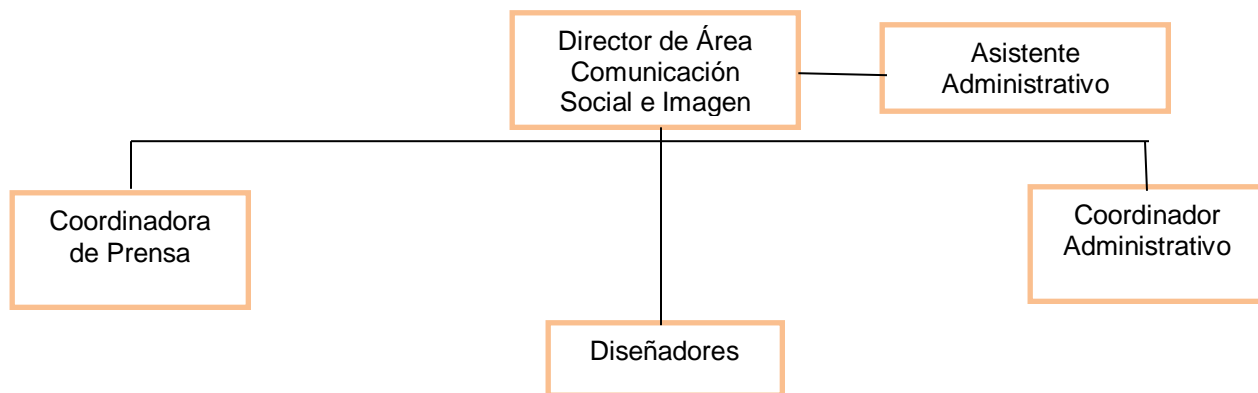 Director de Área
Comunicación
Social e Imagen
Asistente
Administrativo
Coordinadora
de Prensa
Coordinador
Administrativo
Diseñadores